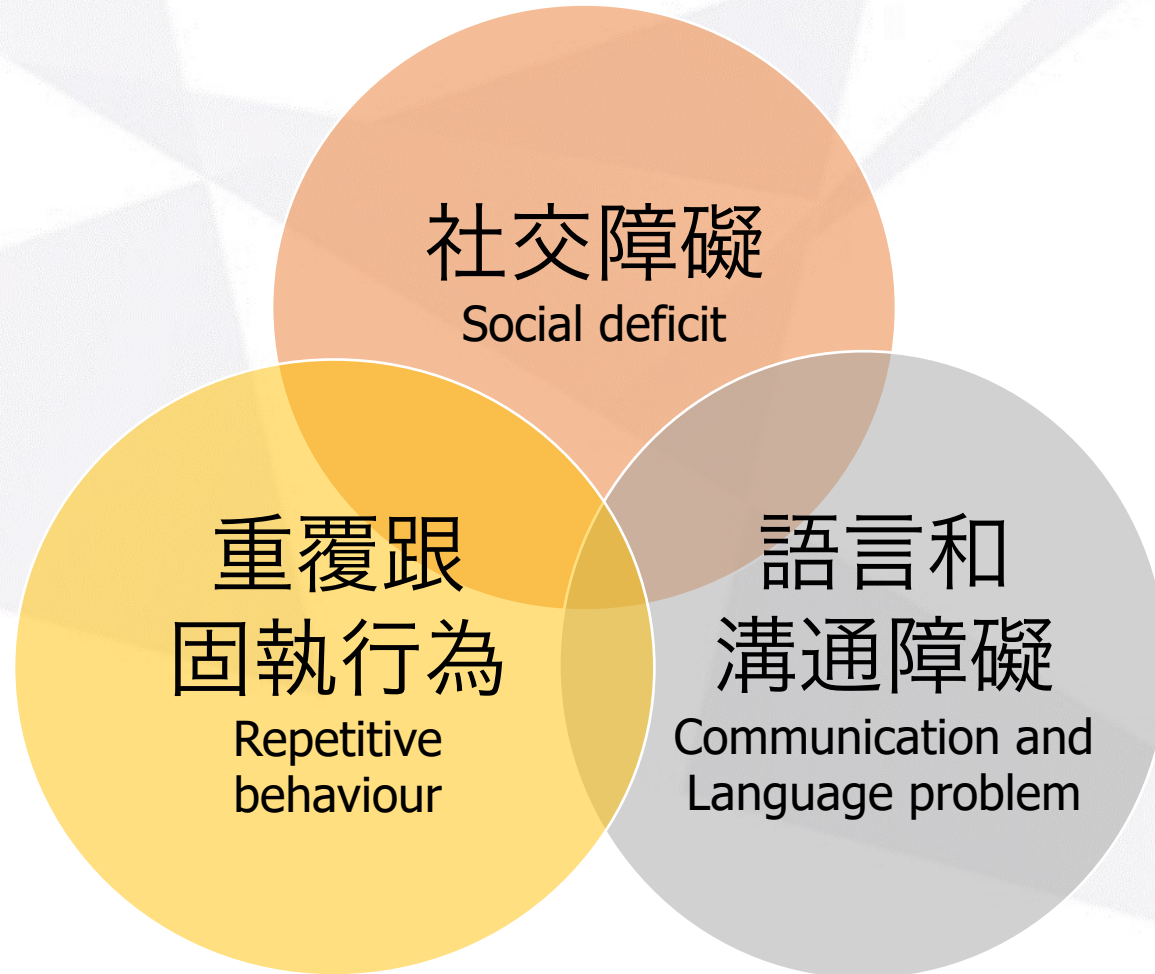 社交障礙
Social deficit
重覆跟
固執行為
Repetitive
behaviour
語言和
溝通障礙
Communication and
Language problem